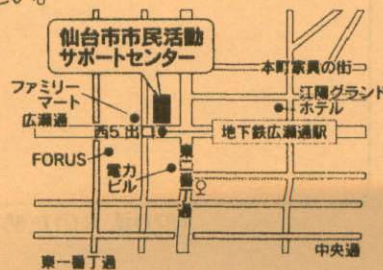 い。
仙台市市民活動
サポートセンター
本町家具の街
ファミリー
マート
江陽グランド
ホテル
広瀬通
西5 出
地下鉄広瀬通駅
FORUS
電力
ビル
東二番丁通
中央通
東一番丁通